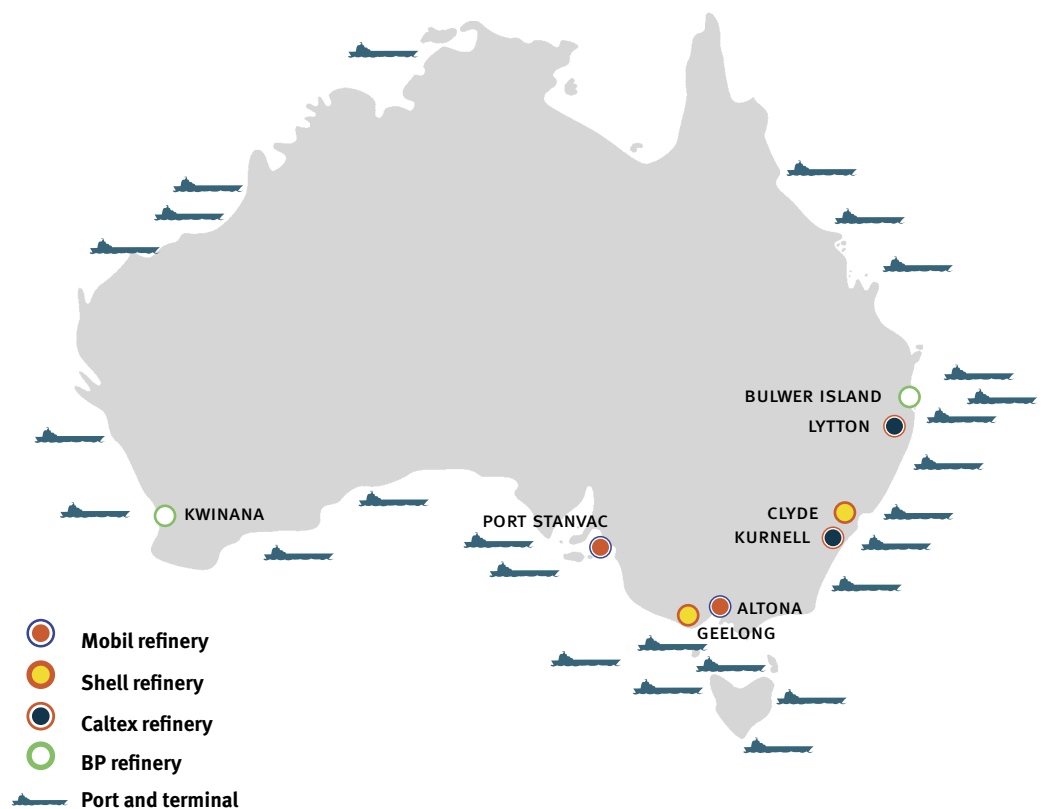 BULWER ISLAND
LYTTON
CLYDE
KURNELL
KWINANA
PORT STANVAC
ALTONA
GEELONG
Mobil refinery
Shell refinery
Caltex refinery
BP refinery
Port and terminal